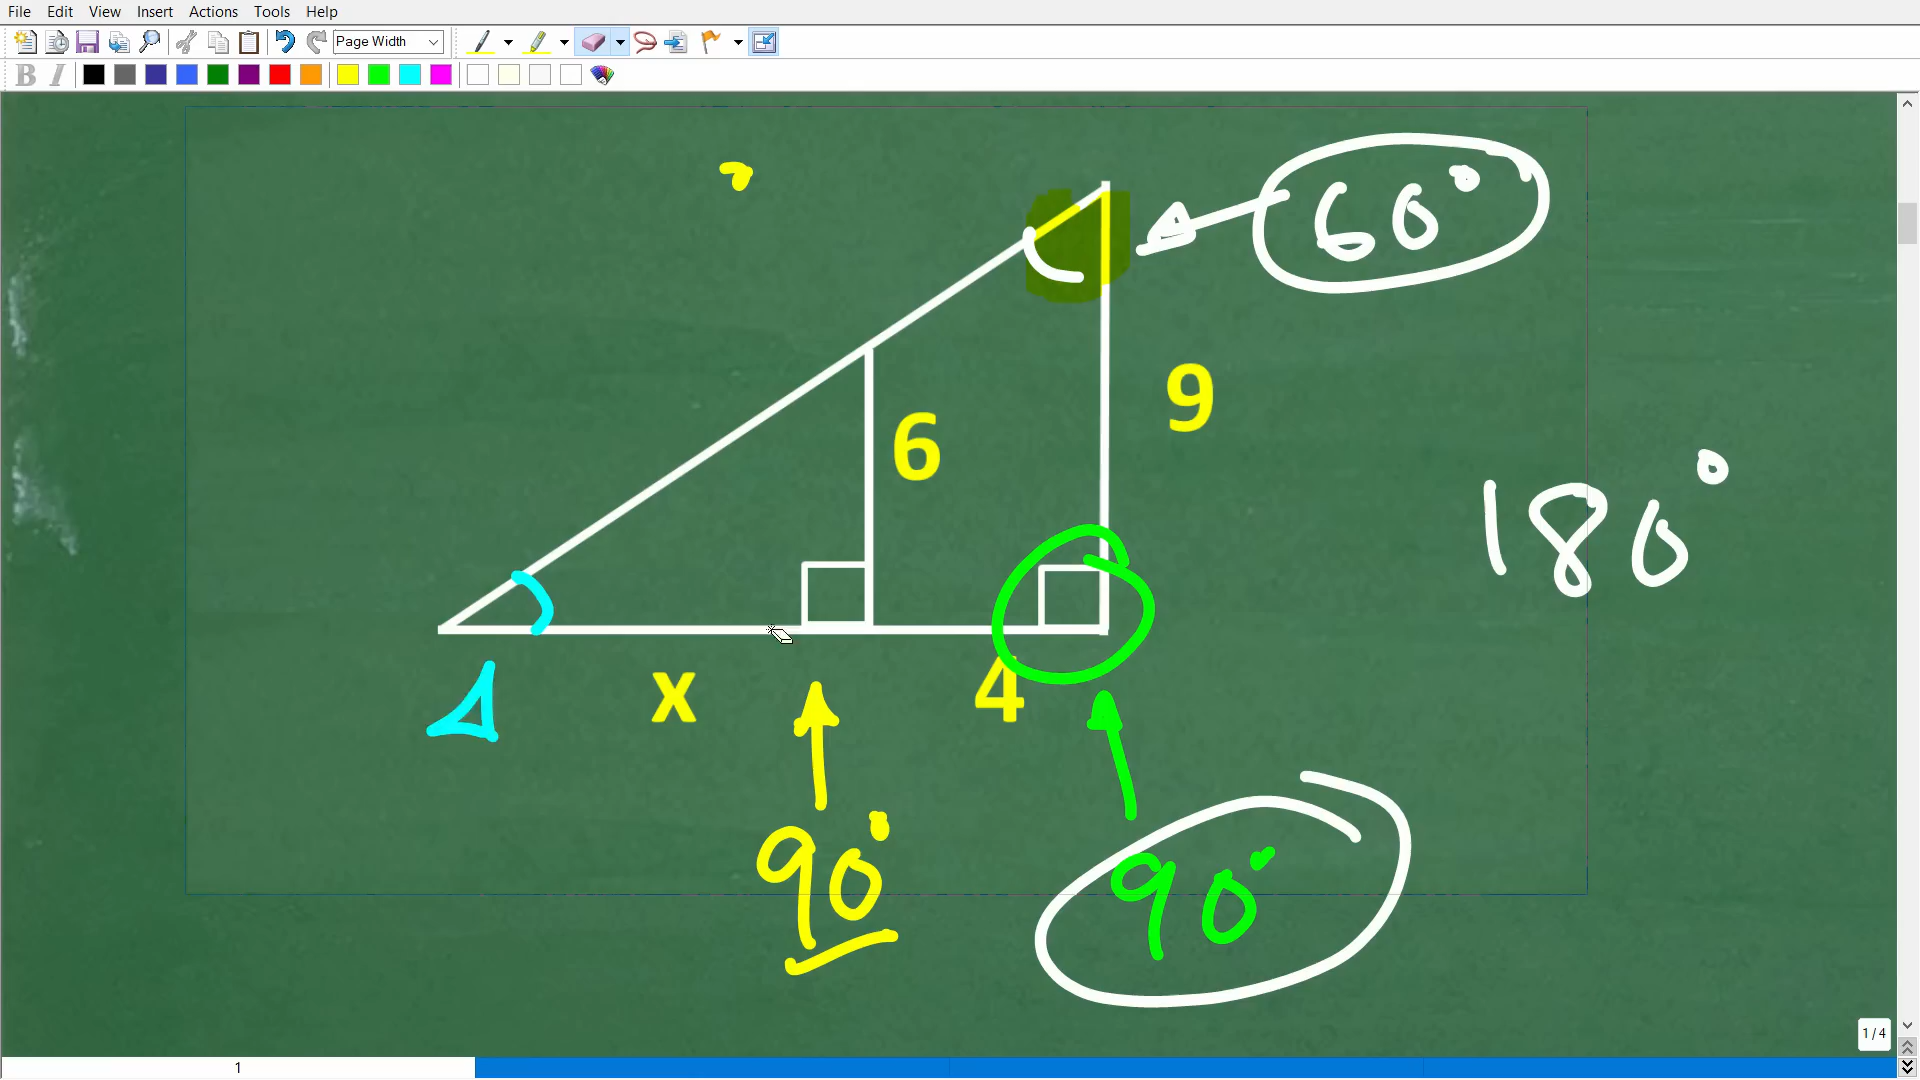 File Edit View Insert Actions Tools Help
Page Width
B I
60°
9
6
180°
x
4
90°
90°
1 / 4
1